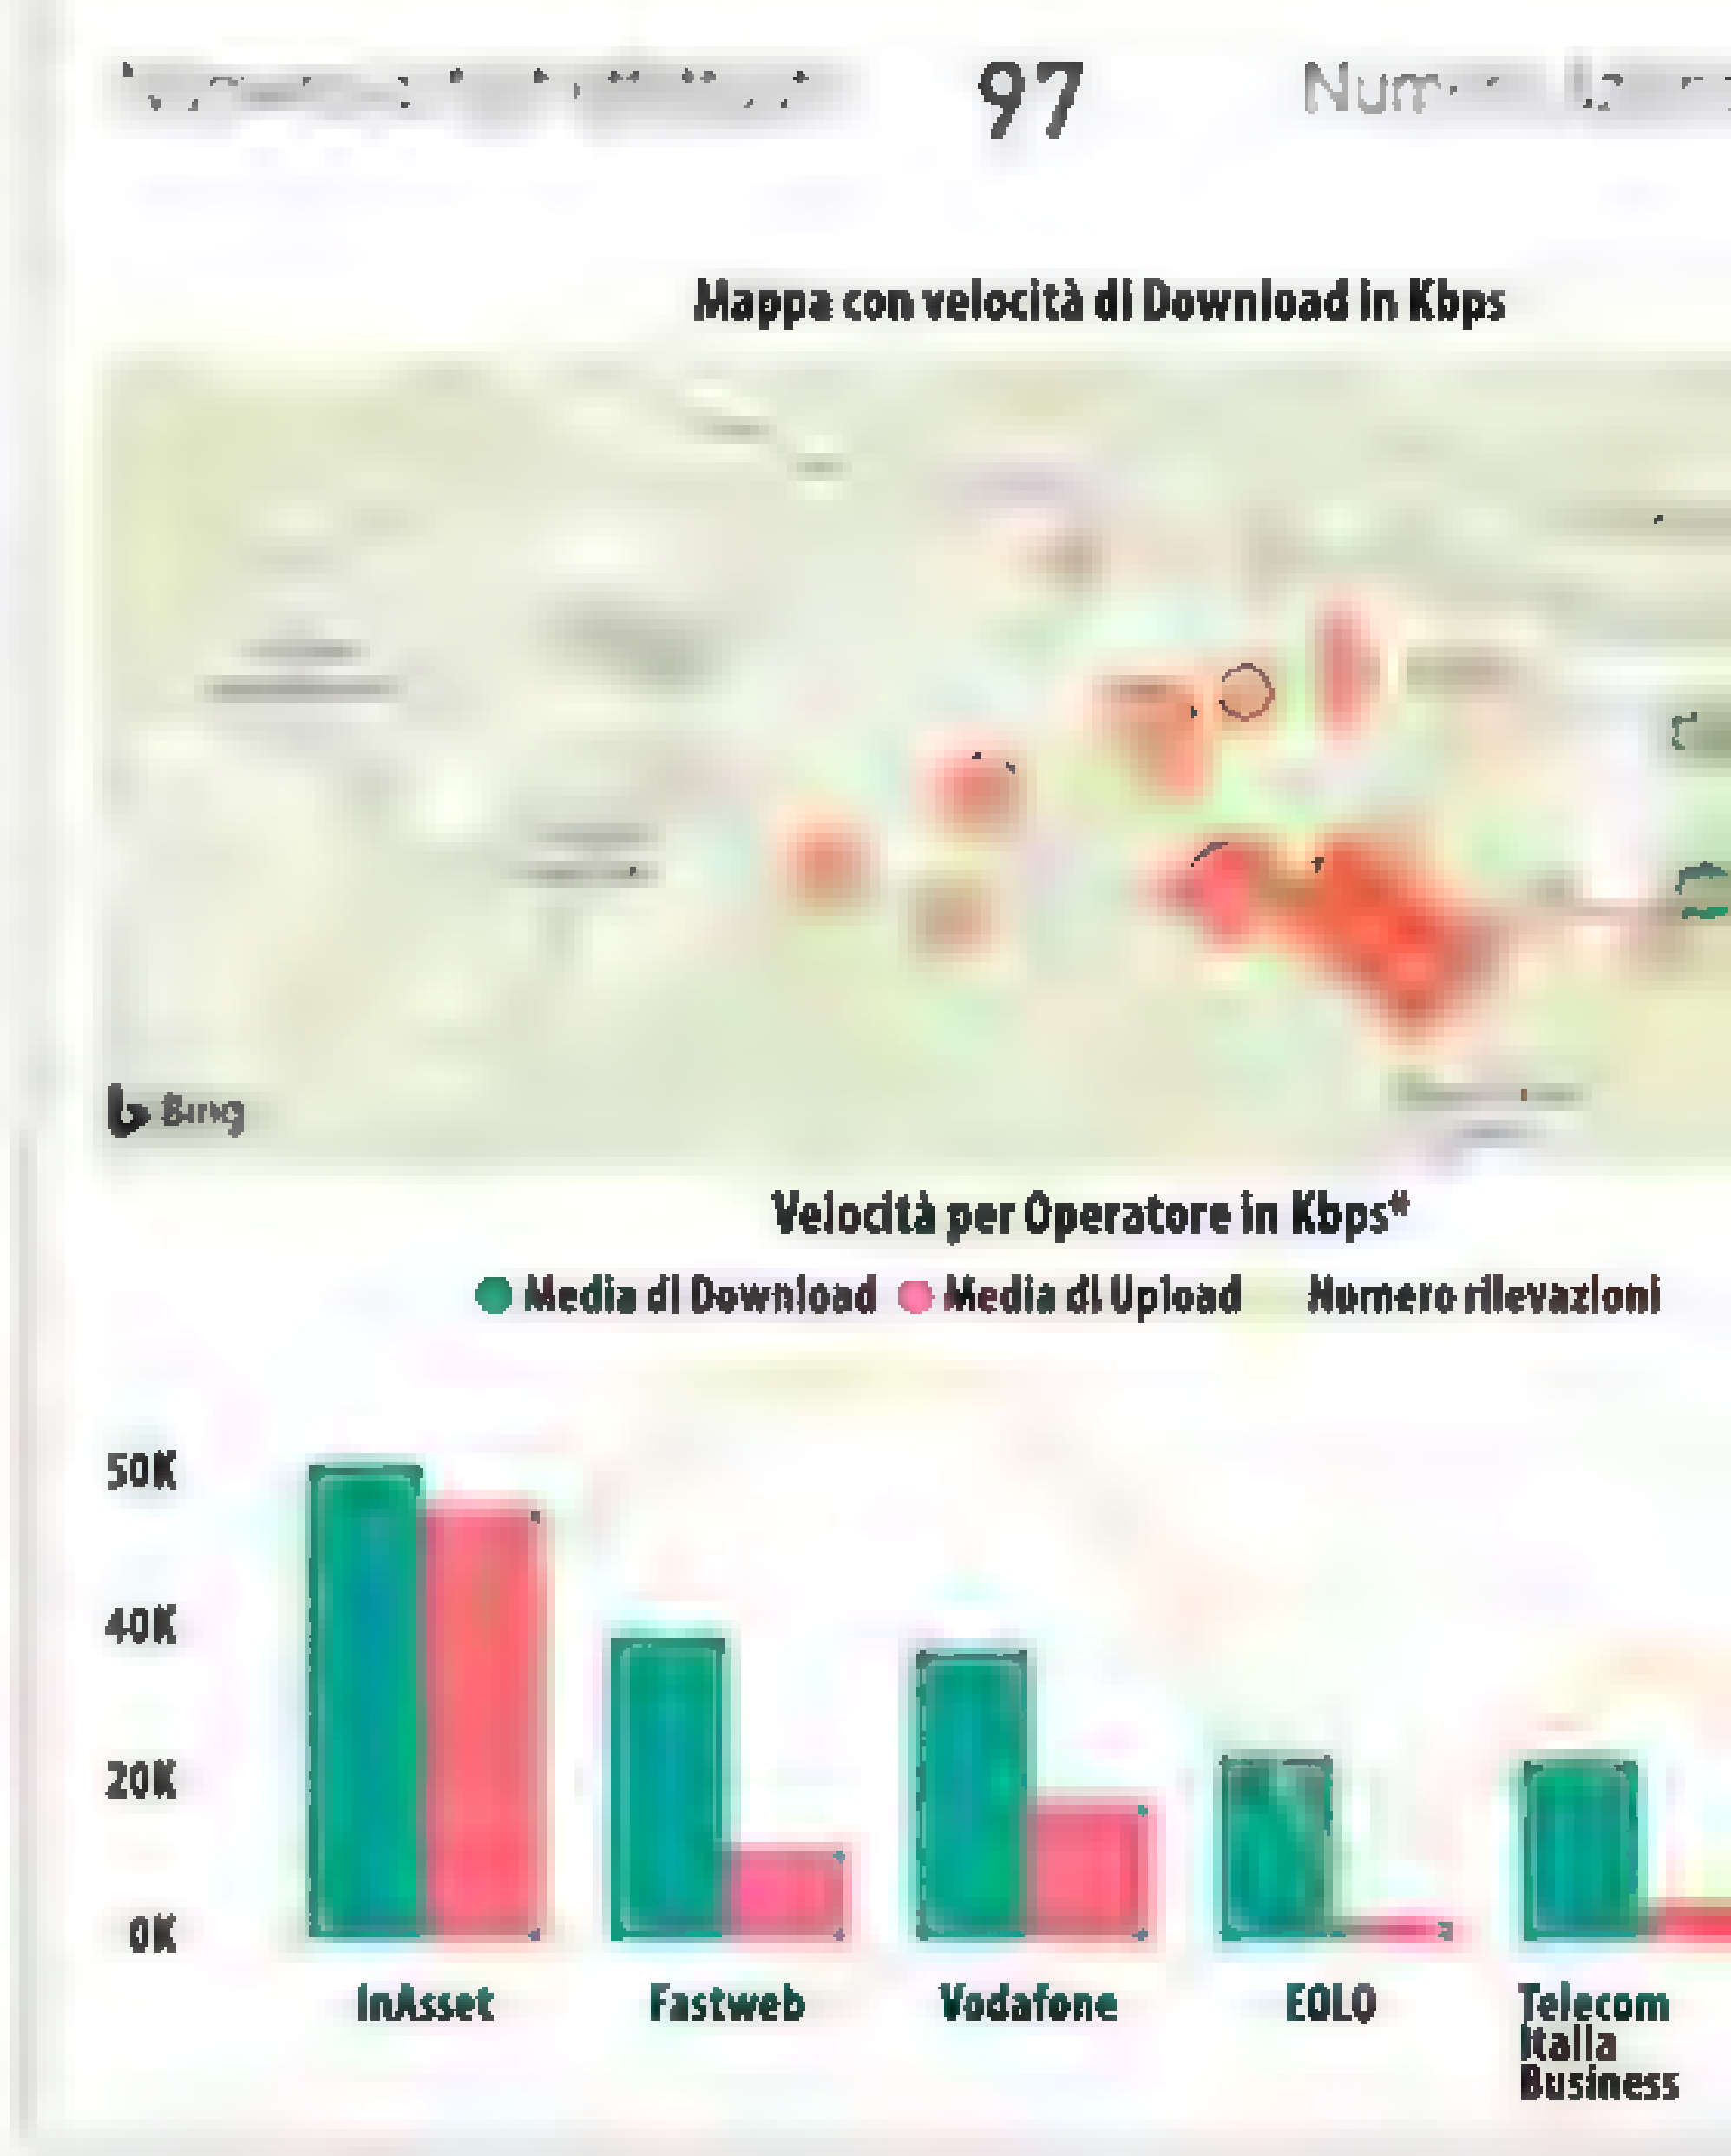 97
Mappa con velocità di Download in Kbps
Bing
Velocità per Operatore in Kbps*
Media di Download Media di Upload Numero rilevazioni
50K
40K
20K
0K
InAsset Fastweb Vodafone EOLO Telecom
Italia
Business